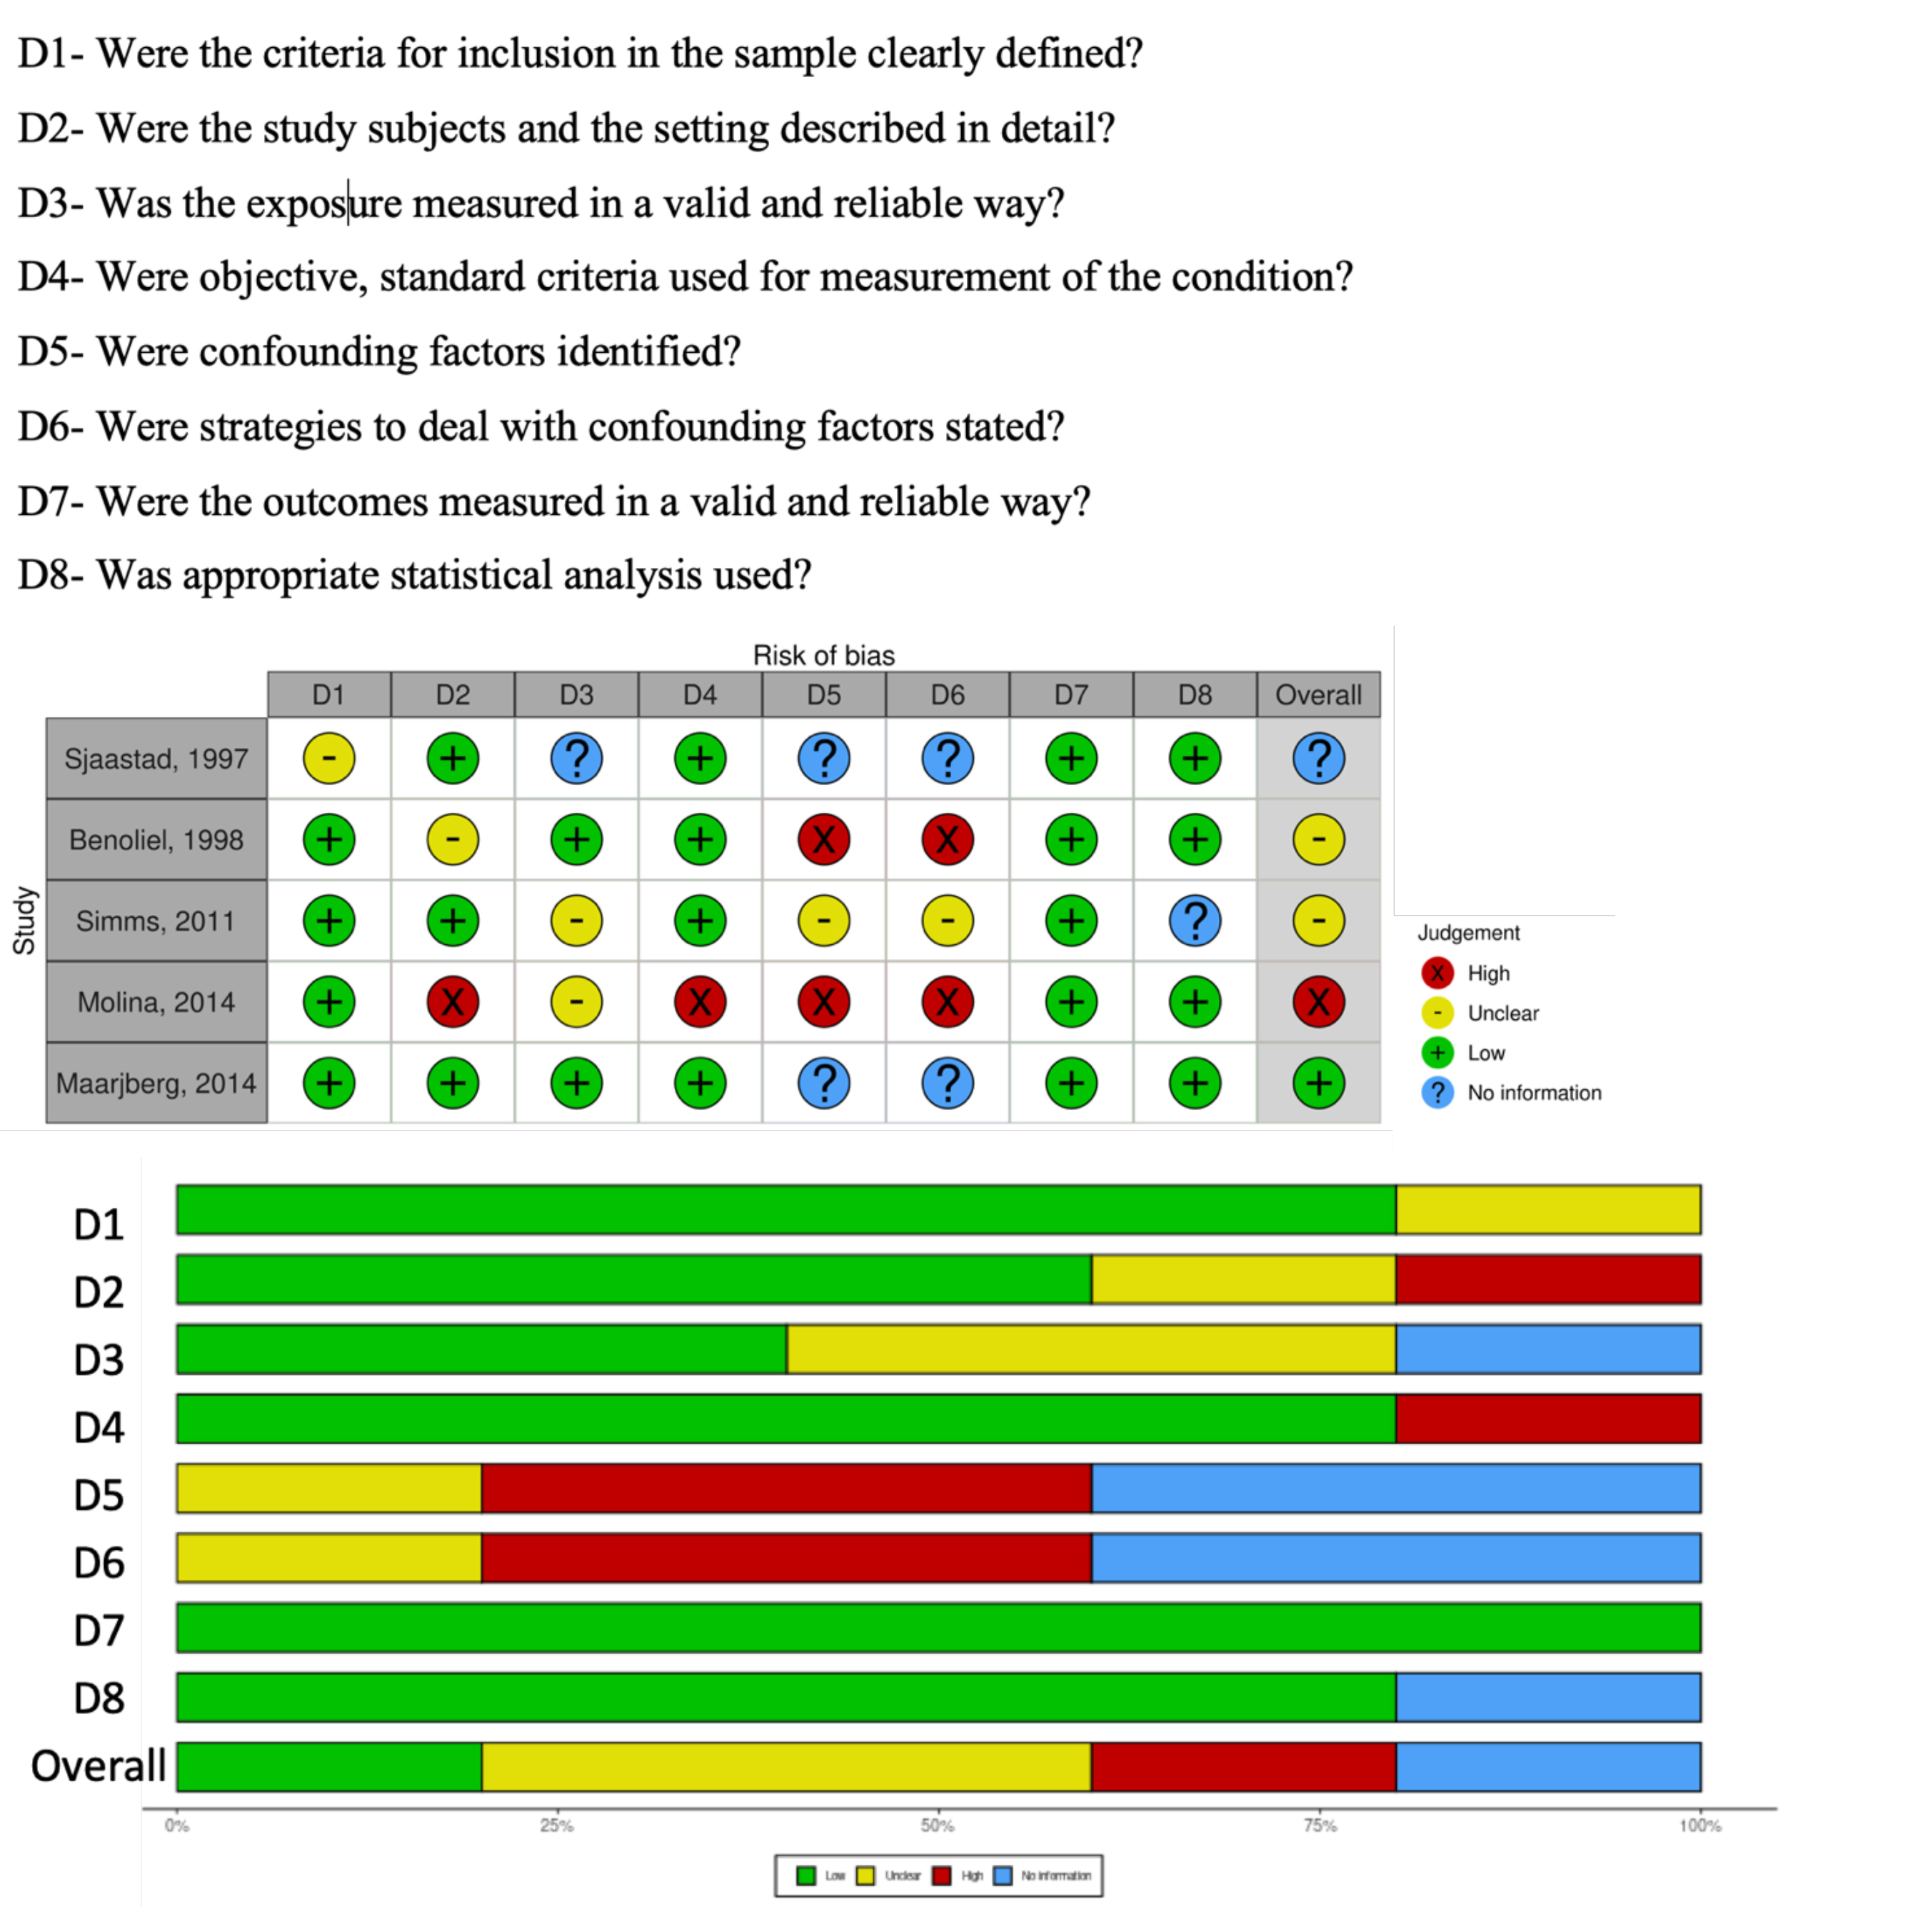 D1- Were the criteria for inclusion in the sample clearly defined?
D2- Were the study subjects and the setting described in detail?
D3- Was the exposure measured in a valid and reliable way?
D4- Were objective, standard criteria used for measurement of the condition?
D5- Were confounding factors identified?
D6- Were strategies to deal with confounding factors stated?
D7- Were the outcomes measured in a valid and reliable way?
D8- Was appropriate statistical analysis used?
Risk of bias
D1 D2 D3 D4 D5 D6 D7 D8 Overall
Study
Sjaastad, 1997 - + ? + ? ? + + ?
Benoliel, 1998 + - + + X X + + -
Simms, 2011 + + - + - - + ? -
Molina, 2014 + X - X X X + + X
Maarjberg, 2014 + + + + ? ? + + +
Judgement
X High
- Unclear
+ Low
? No information
D1
D2
D3
D4
D5
D6
D7
D8
Overall
0% 25% 50% 75% 100%
Low Unclear High No information